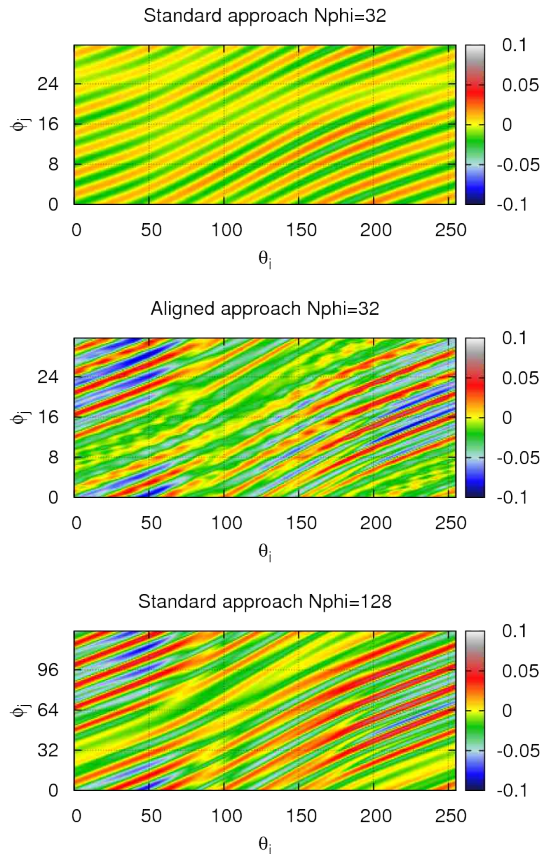 Standard approach Nphi=32
ϕj
24
16
8
0
0 50 100 150 200 250
θi
0.1
0.05
0
-0.05
-0.1
Aligned approach Nphi=32
ϕj
24
16
8
0
0 50 100 150 200 250
θi
0.1
0.05
0
-0.05
-0.1
Standard approach Nphi=128
ϕj
96
64
32
0
0 50 100 150 200 250
θi
0.1
0.05
0
-0.05
-0.1